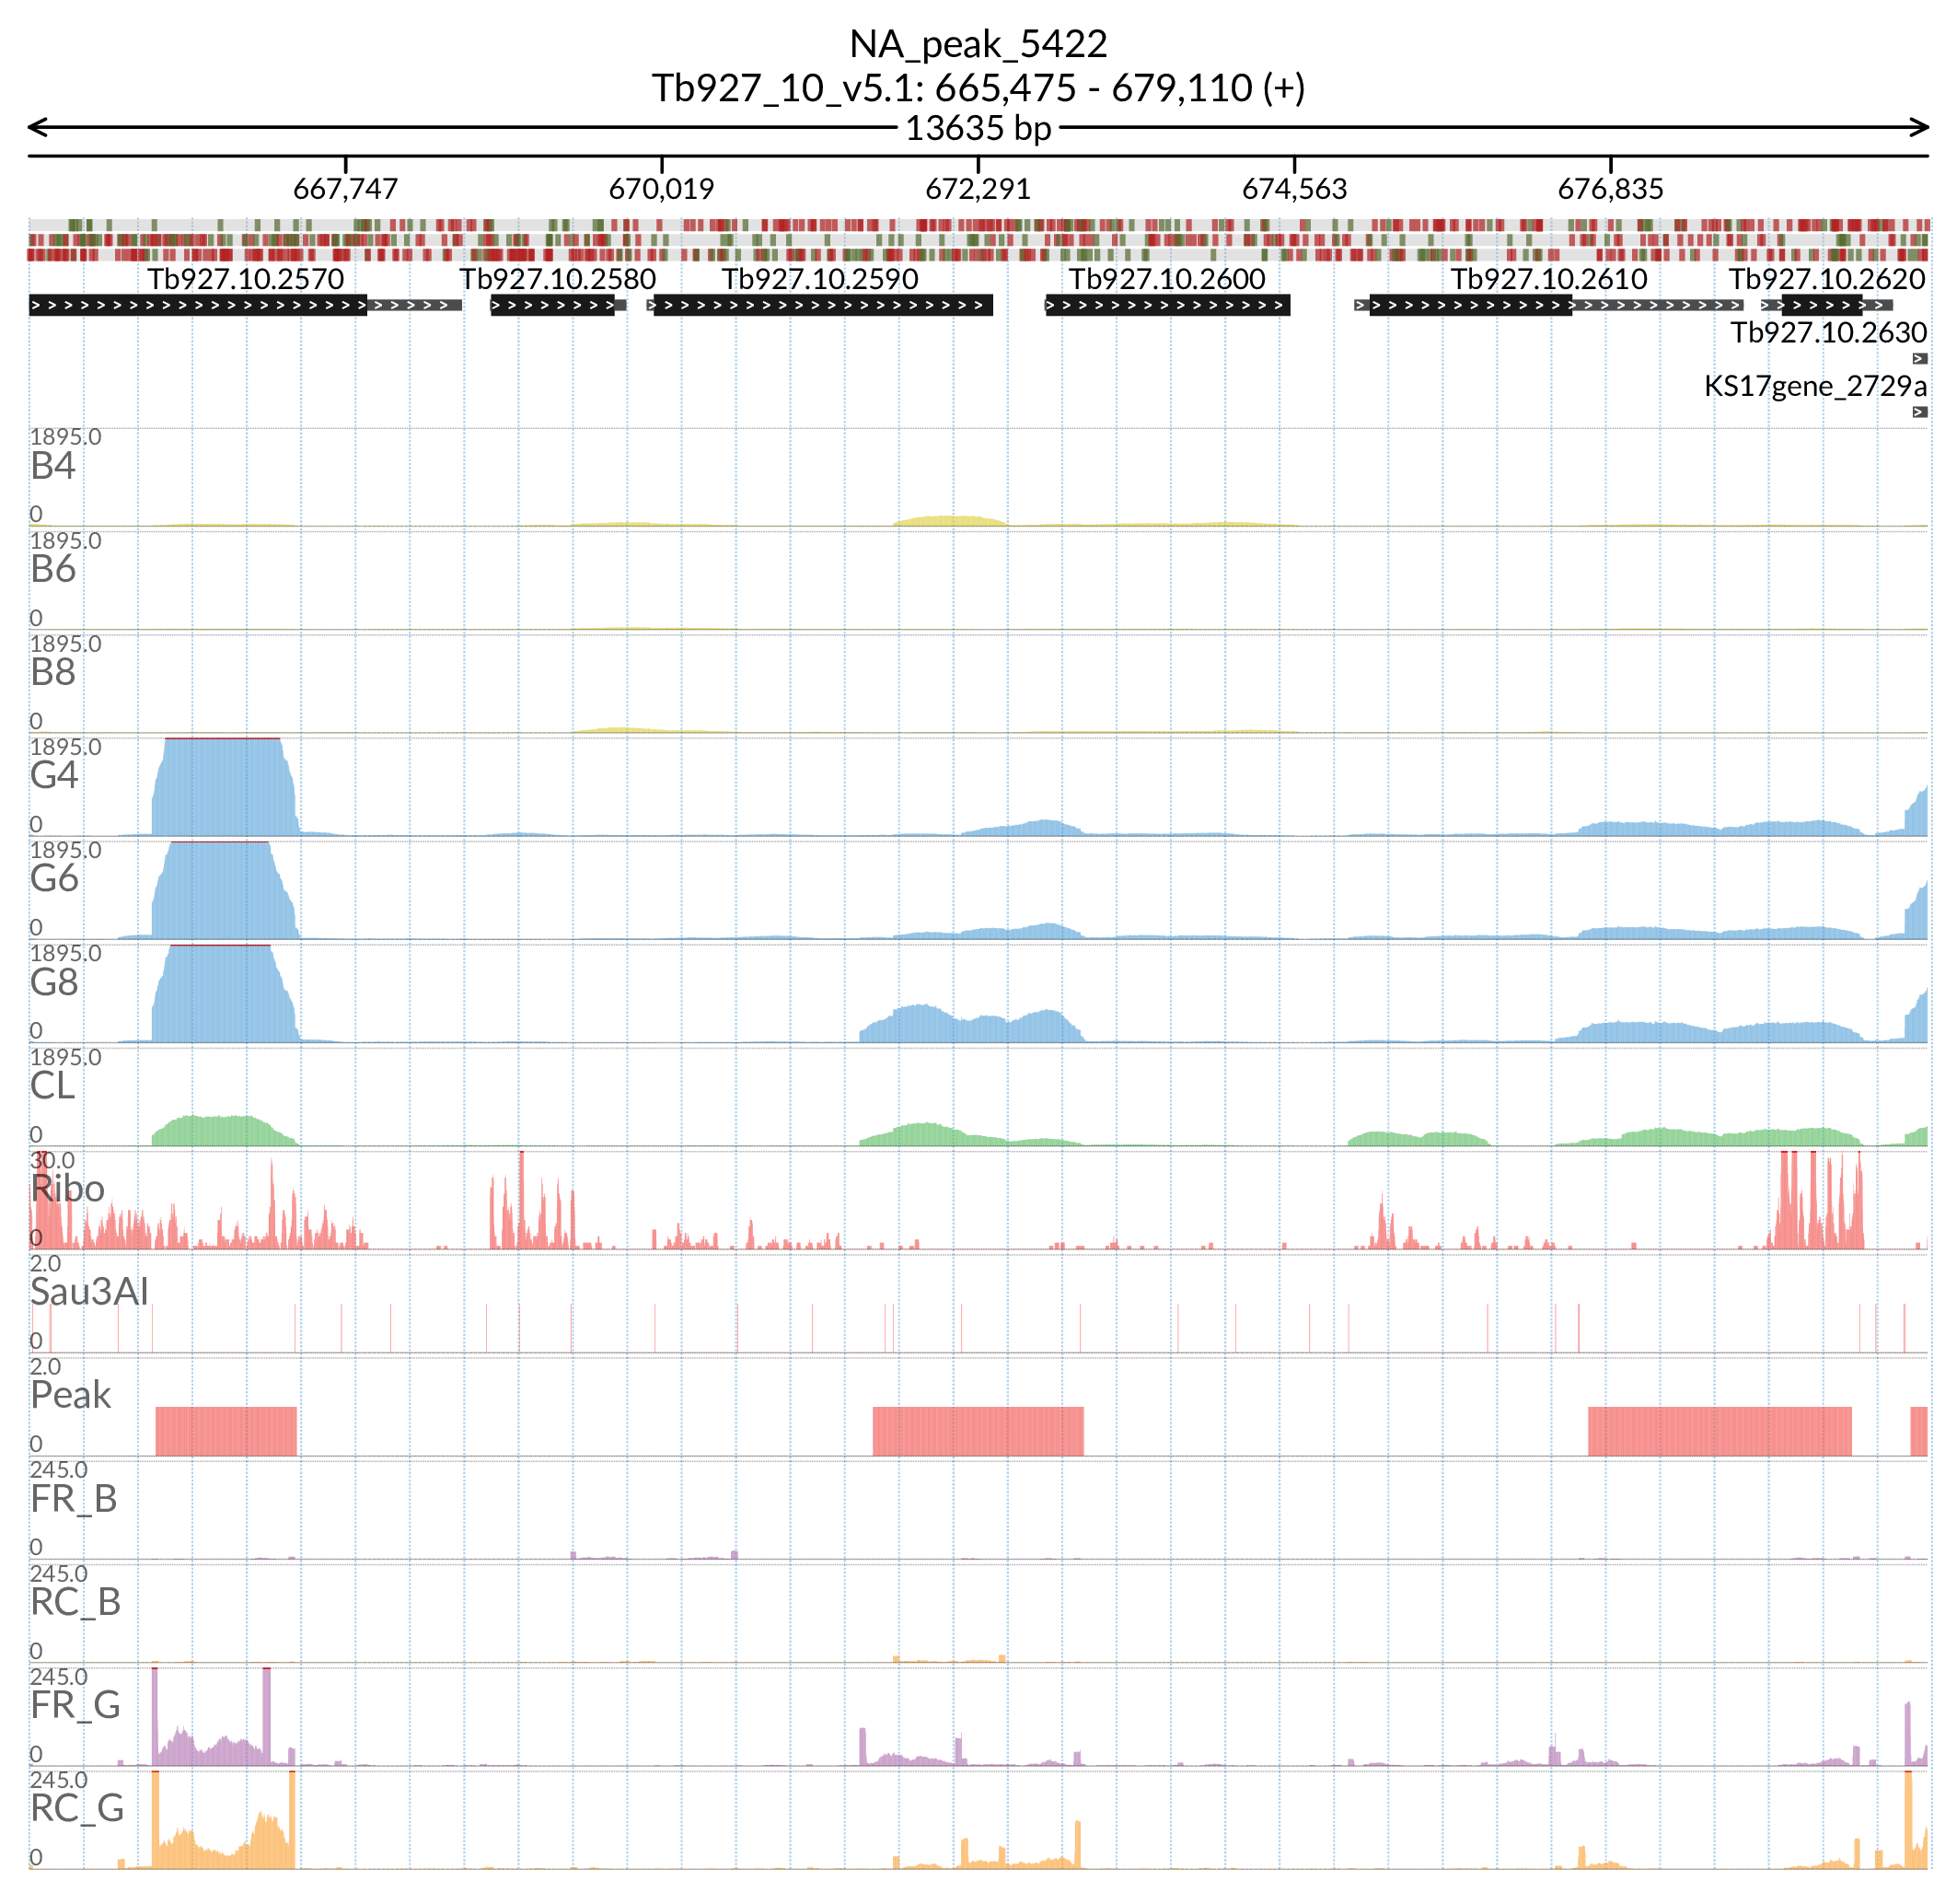 NA_peak_5422
Tb927_10_v5.1: 665,475 - 679,110 (+)
13635 bp
667,747 670,019 672,291 674,563 676,835
Tb927.10.2570 Tb927.10.2580 Tb927.10.2590 Tb927.10.2600 Tb927.10.2610 Tb927.10.2620
Tb927.10.2630
KS17gene_2729a
1895.0
B4
0
1895.0
B6
0
1895.0
B8
0
1895.0
G4
0
1895.0
G6
0
1895.0
G8
0
1895.0
CL
0
30.0
Ribo
0
2.0
Sau3AI
0
2.0
Peak
0
245.0
FR_B
0
245.0
RC_B
0
245.0
FR_G
0
245.0
RC_G
0